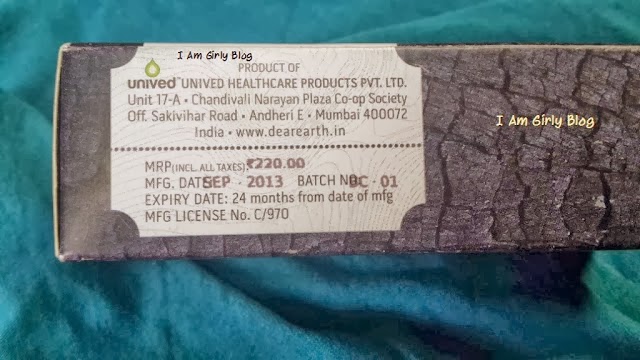 I Am Girly Blog
PRODUCT OF
unived™ UNIVED HEALTHCARE PRODUCTS PVT. LTD.
Unit 17-A • Chandivali Narayan Plaza Co-op Society
Off. Sakivihar Road • Andheri E • Mumbai 400072
India • www.dearearth.in
MRP(INCL. ALL TAXES):₹220.00
MFG. DATE SEP - 2013 BATCH NO. BC - 01
EXPIRY DATE: 24 months from date of mfg
MFG LICENSE No. C/970
I Am Girly Blog